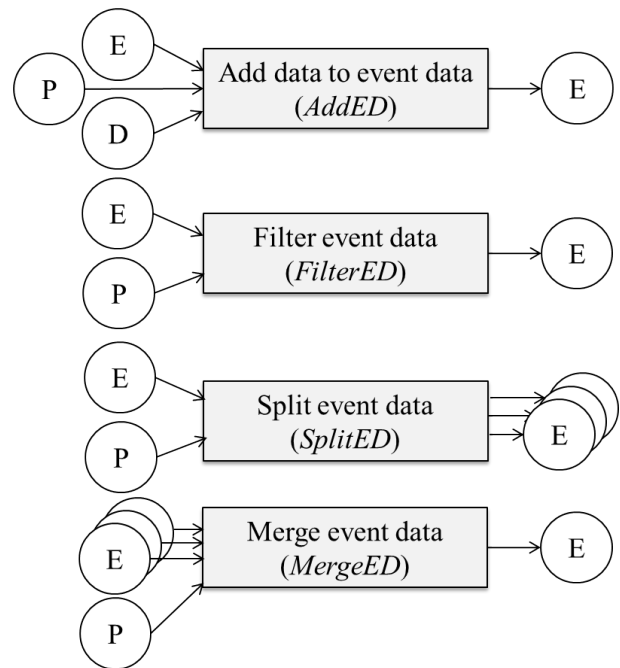 E
P
D
Add data to event data
(AddED)
E
E
P
Filter event data
(FilterED)
E
E
P
Split event data
(SplitED)
E
E
P
Merge event data
(MergeED)
E